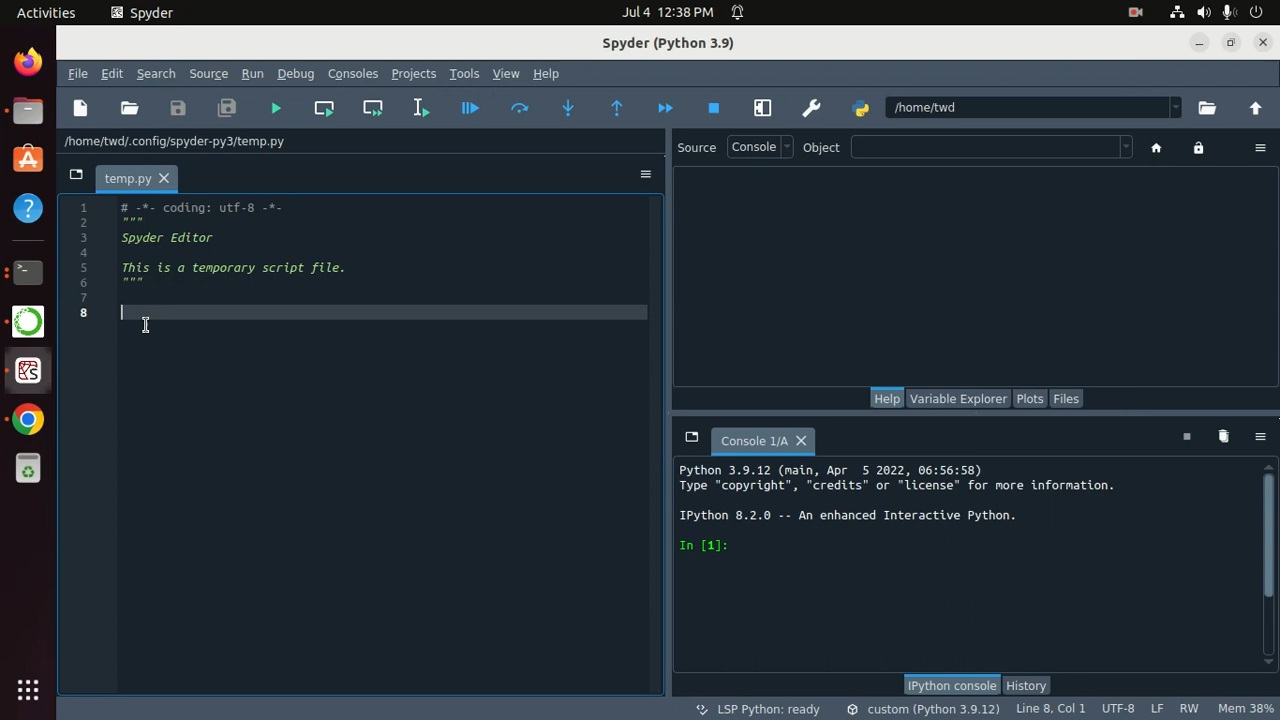 Activities Spyder Jul 4 12:38 PM
Spyder (Python 3.9)
File Edit Search Source Run Debug Consoles Projects Tools View Help
/home/twd
/home/twd/.config/spyder-py3/temp.py
Source Console Object
temp.py
1 # -*- coding: utf-8 -*-
2 """
3 Spyder Editor
4
5 This is a temporary script file.
6 """
7
8
Help Variable Explorer Plots Files
Console 1/A
Python 3.9.12 (main, Apr  5 2022, 06:56:58)
Type "copyright", "credits" or "license" for more information.
IPython 8.2.0 -- An enhanced Interactive Python.
In [1]:
IPython console History
LSP Python: ready custom (Python 3.9.12) Line 8, Col 1 UTF-8 LF RW Mem 38%